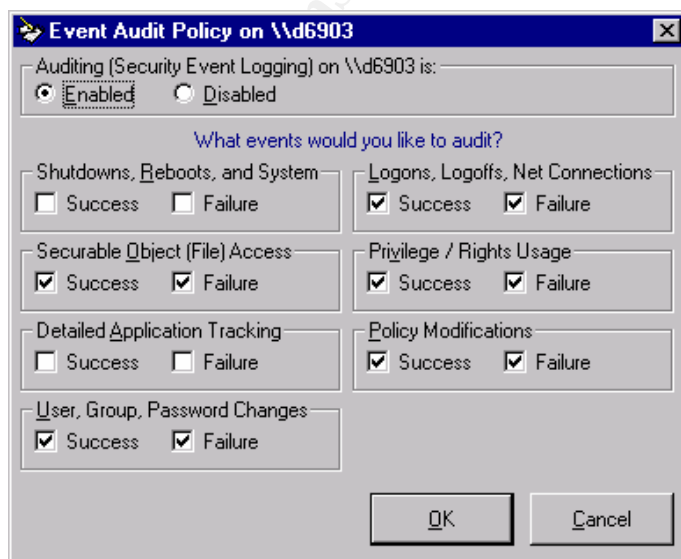 Event Audit Policy on \\d6903
Auditing (Security Event Logging) on \\d6903 is:
Enabled Disabled
What events would you like to audit?
Shutdowns, Reboots, and System Logons, Logoffs, Net Connections
Success Failure Success Failure
Securable Object (File) Access Privilege / Rights Usage
Success Failure Success Failure
Detailed Application Tracking Policy Modifications
Success Failure Success Failure
User, Group, Password Changes
Success Failure
OK Cancel